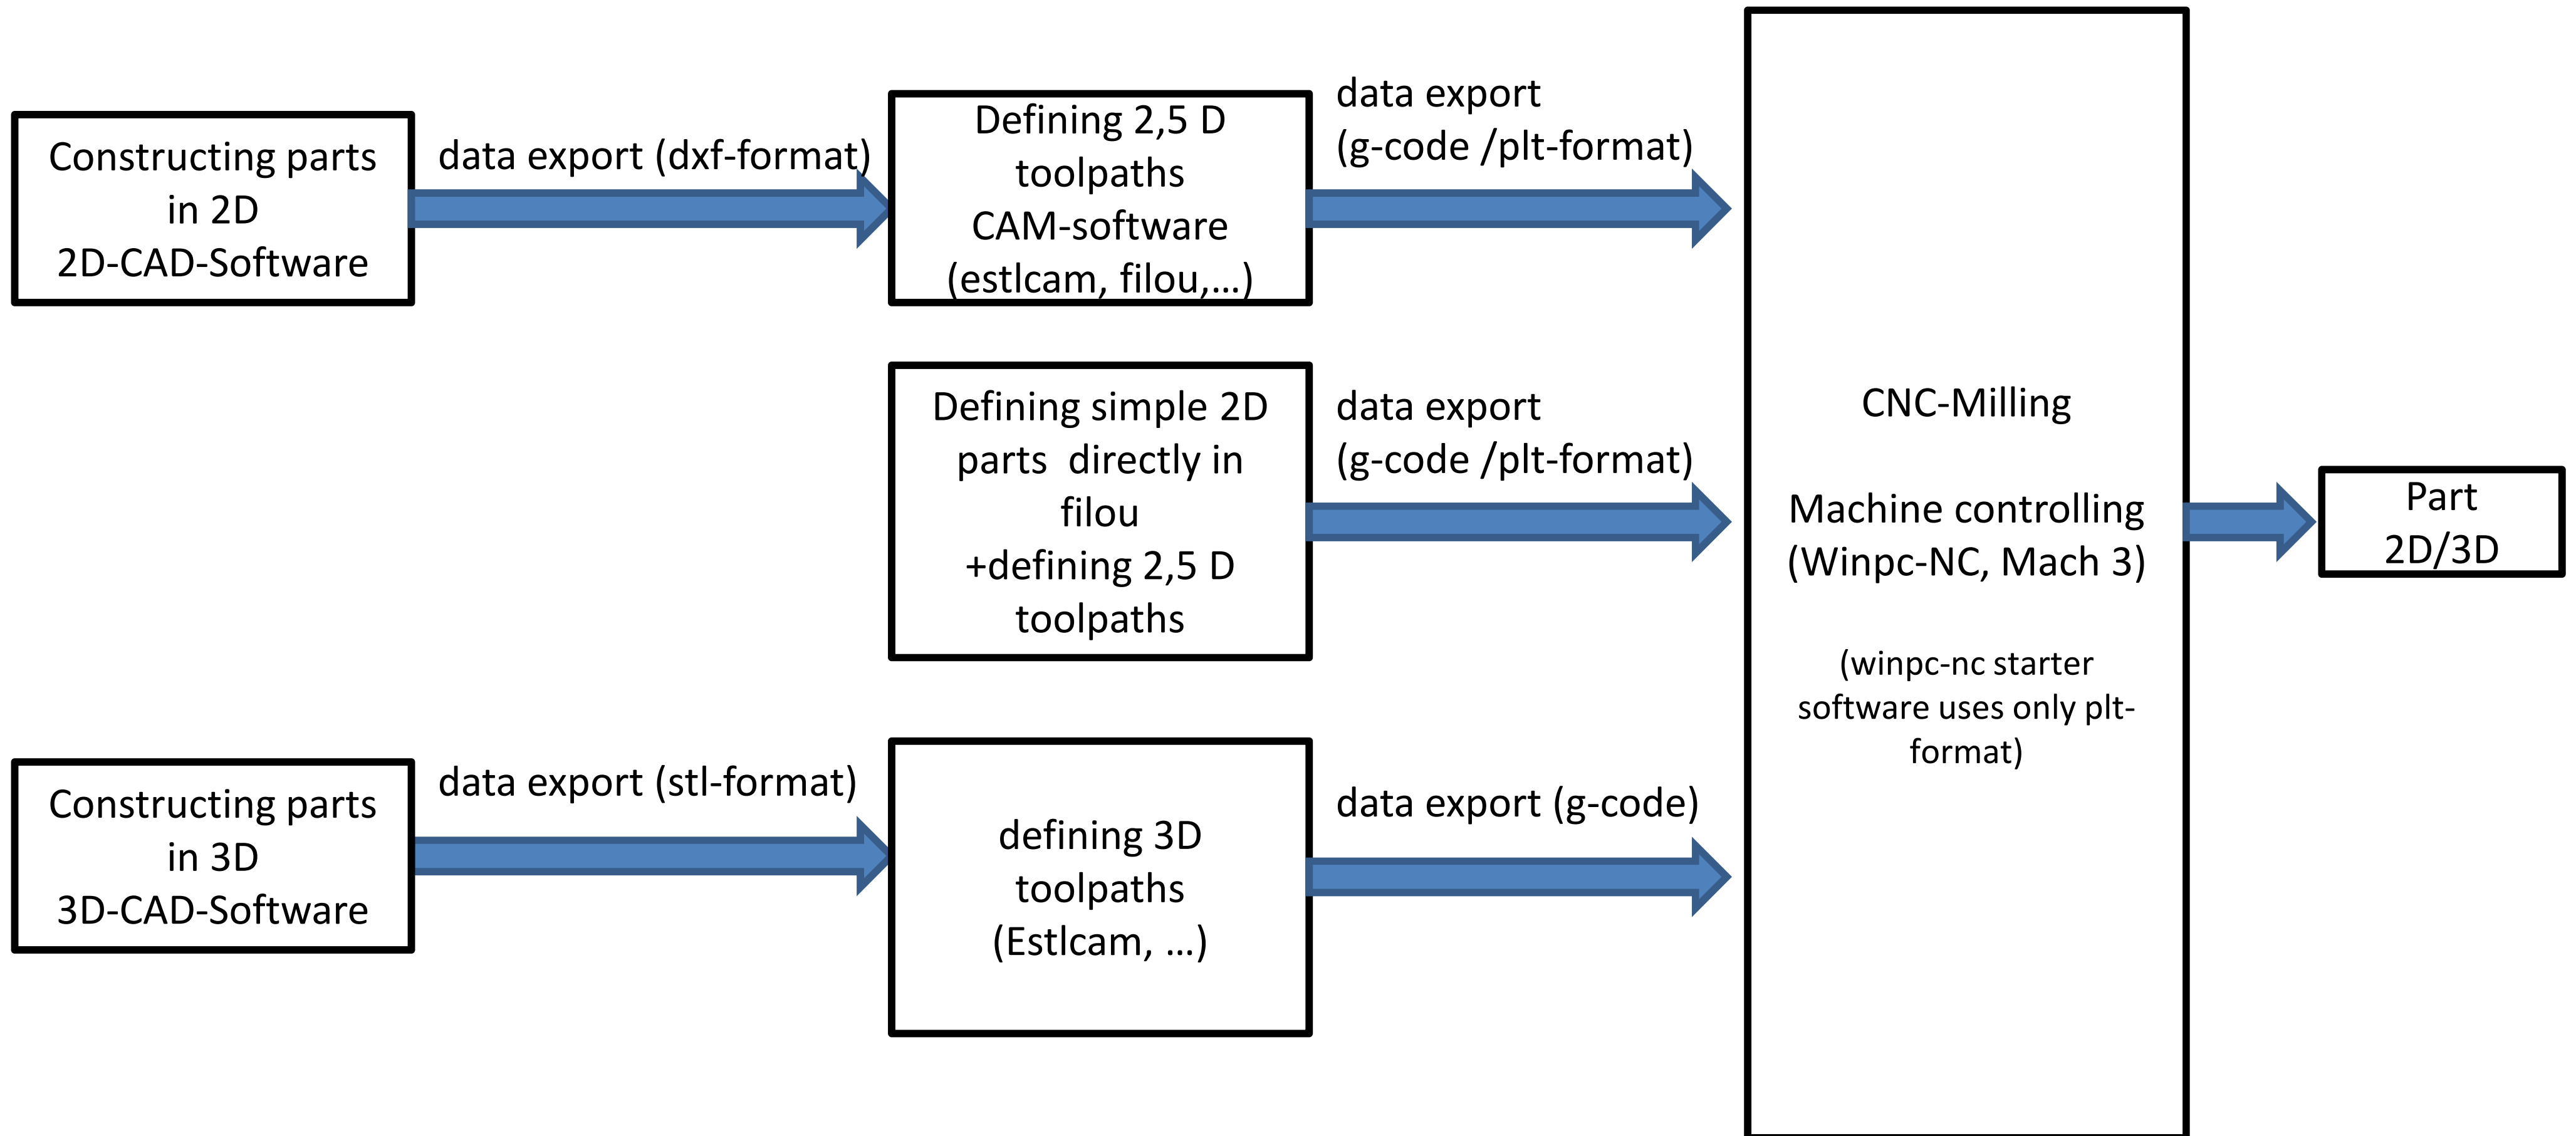 Constructing parts
in 2D
2D-CAD-Software
data export (dxf-format)
Defining 2,5 D
toolpaths
CAM-software
(estlcam, filou,...)
data export
(g-code /plt-format)
Defining simple 2D
parts  directly in
filou
+defining 2,5 D
toolpaths
data export
(g-code /plt-format)
Constructing parts
in 3D
3D-CAD-Software
data export (stl-format)
defining 3D
toolpaths
(Estlcam, ...)
data export (g-code)
CNC-Milling
Machine controlling
(Winpc-NC, Mach 3)
(winpc-nc starter
software uses only plt-
format)
Part
2D/3D